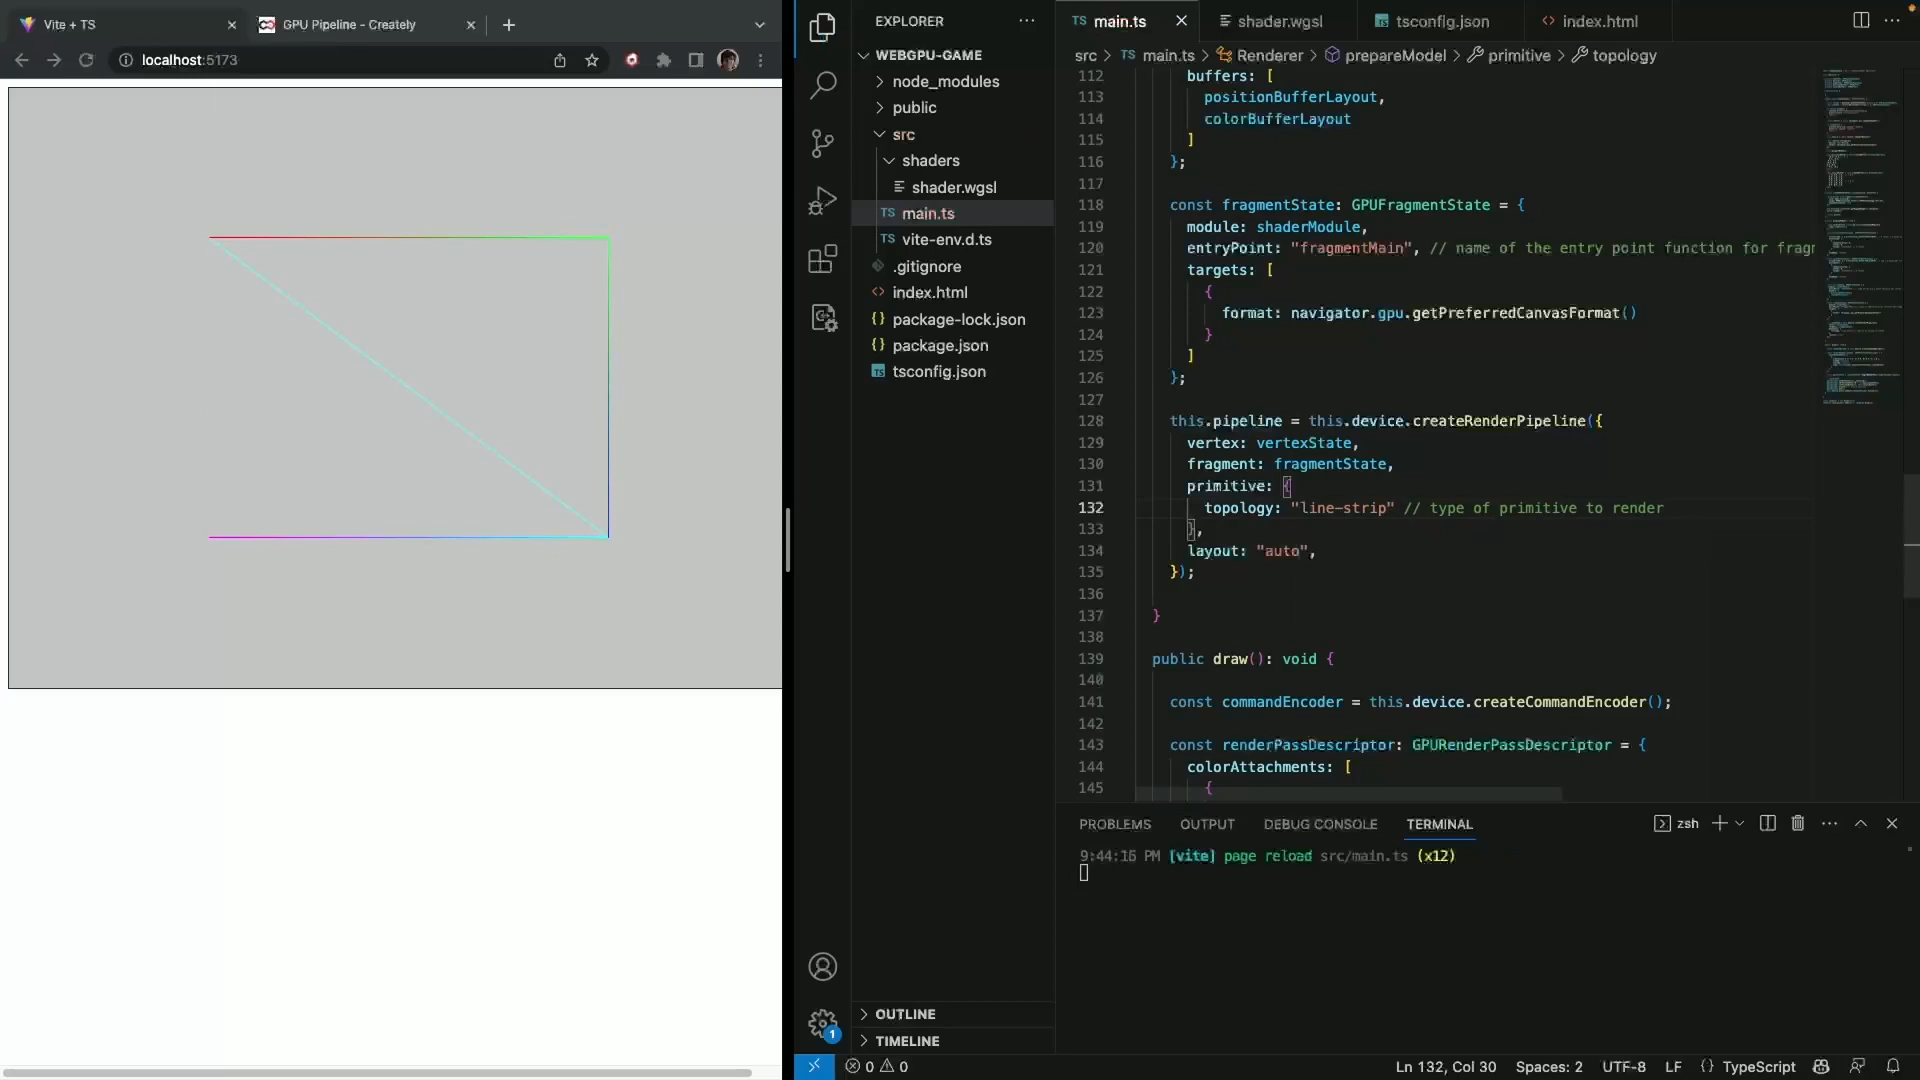 Vite + TS
GPU Pipeline - Creately
localhost:5173
EXPLORER
WEBGPU-GAME
node_modules
public
src
shaders
shader.wgsl
TS main.ts
TS vite-env.d.ts
.gitignore
<> index.html
{} package-lock.json
{} package.json
TS tsconfig.json
OUTLINE
TIMELINE
1
TS main.ts
shader.wgsl
TS tsconfig.json
<> index.html
src > TS main.ts > Renderer > prepareModel > primitive > topology
112 buffers: [
113 positionBufferLayout,
114 colorBufferLayout
115 ]
116 };
117
118 const fragmentState: GPUFragmentState = {
119 module: shaderModule,
120 entryPoint: "fragmentMain", // name of the entry point function for fragm
121 targets: [
122 {
123 format: navigator.gpu.getPreferredCanvasFormat()
124 }
125 ]
126 };
127
128 this.pipeline = this.device.createRenderPipeline({
129 vertex: vertexState,
130 fragment: fragmentState,
131 primitive: {
132 topology: "line-strip" // type of primitive to render
133 },
134 layout: "auto",
135 });
136
137 }
138
139 public draw(): void {
140
141 const commandEncoder = this.device.createCommandEncoder();
142
143 const renderPassDescriptor: GPURenderPassDescriptor = {
144 colorAttachments: [
145 {
PROBLEMS OUTPUT DEBUG CONSOLE TERMINAL
zsh
9:44:16 PM [vite] page reload src/main.ts (x12)
0 0
Ln 132, Col 30 Spaces: 2 UTF-8 LF {} TypeScript